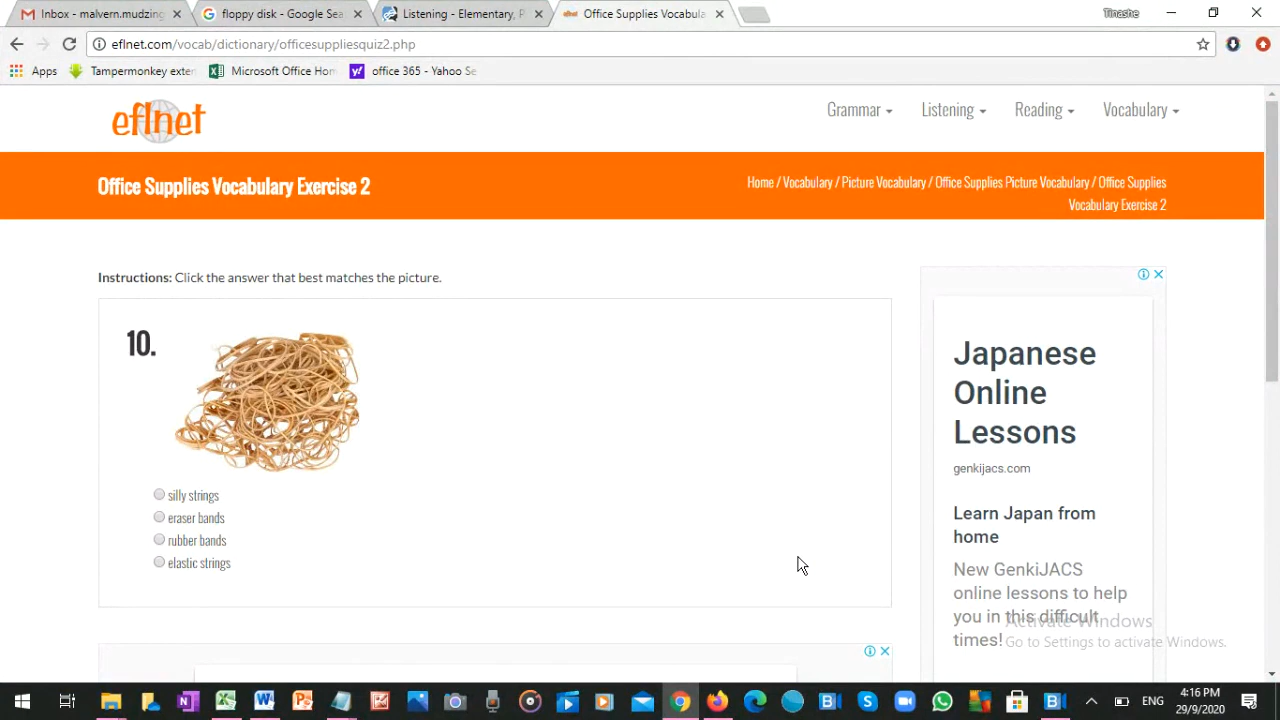 Inbox - malvern.mudzing
floppy disk - Google Sea
Listening - Elementary, P
Office Supplies Vocabula
Tinashe
eflnet.com/vocab/dictionary/officesuppliesquiz2.php
Apps
Tampermonkey exter
Microsoft Office Hom
office 365 - Yahoo Se
eflnet
Grammar
Listening
Reading
Vocabulary
Office Supplies Vocabulary Exercise 2
Home / Vocabulary / Picture Vocabulary / Office Supplies Picture Vocabulary / Office Supplies
Vocabulary Exercise 2
Instructions: Click the answer that best matches the picture.
10.
silly strings
eraser bands
rubber bands
elastic strings
Japanese
Online
Lessons
genkijacs.com
Learn Japan from
home
New GenkiJACS
online lessons to help
you in this difficult
times!
Activate Windows
Go to Settings to activate Windows.
ENG
4:16 PM
29/9/2020